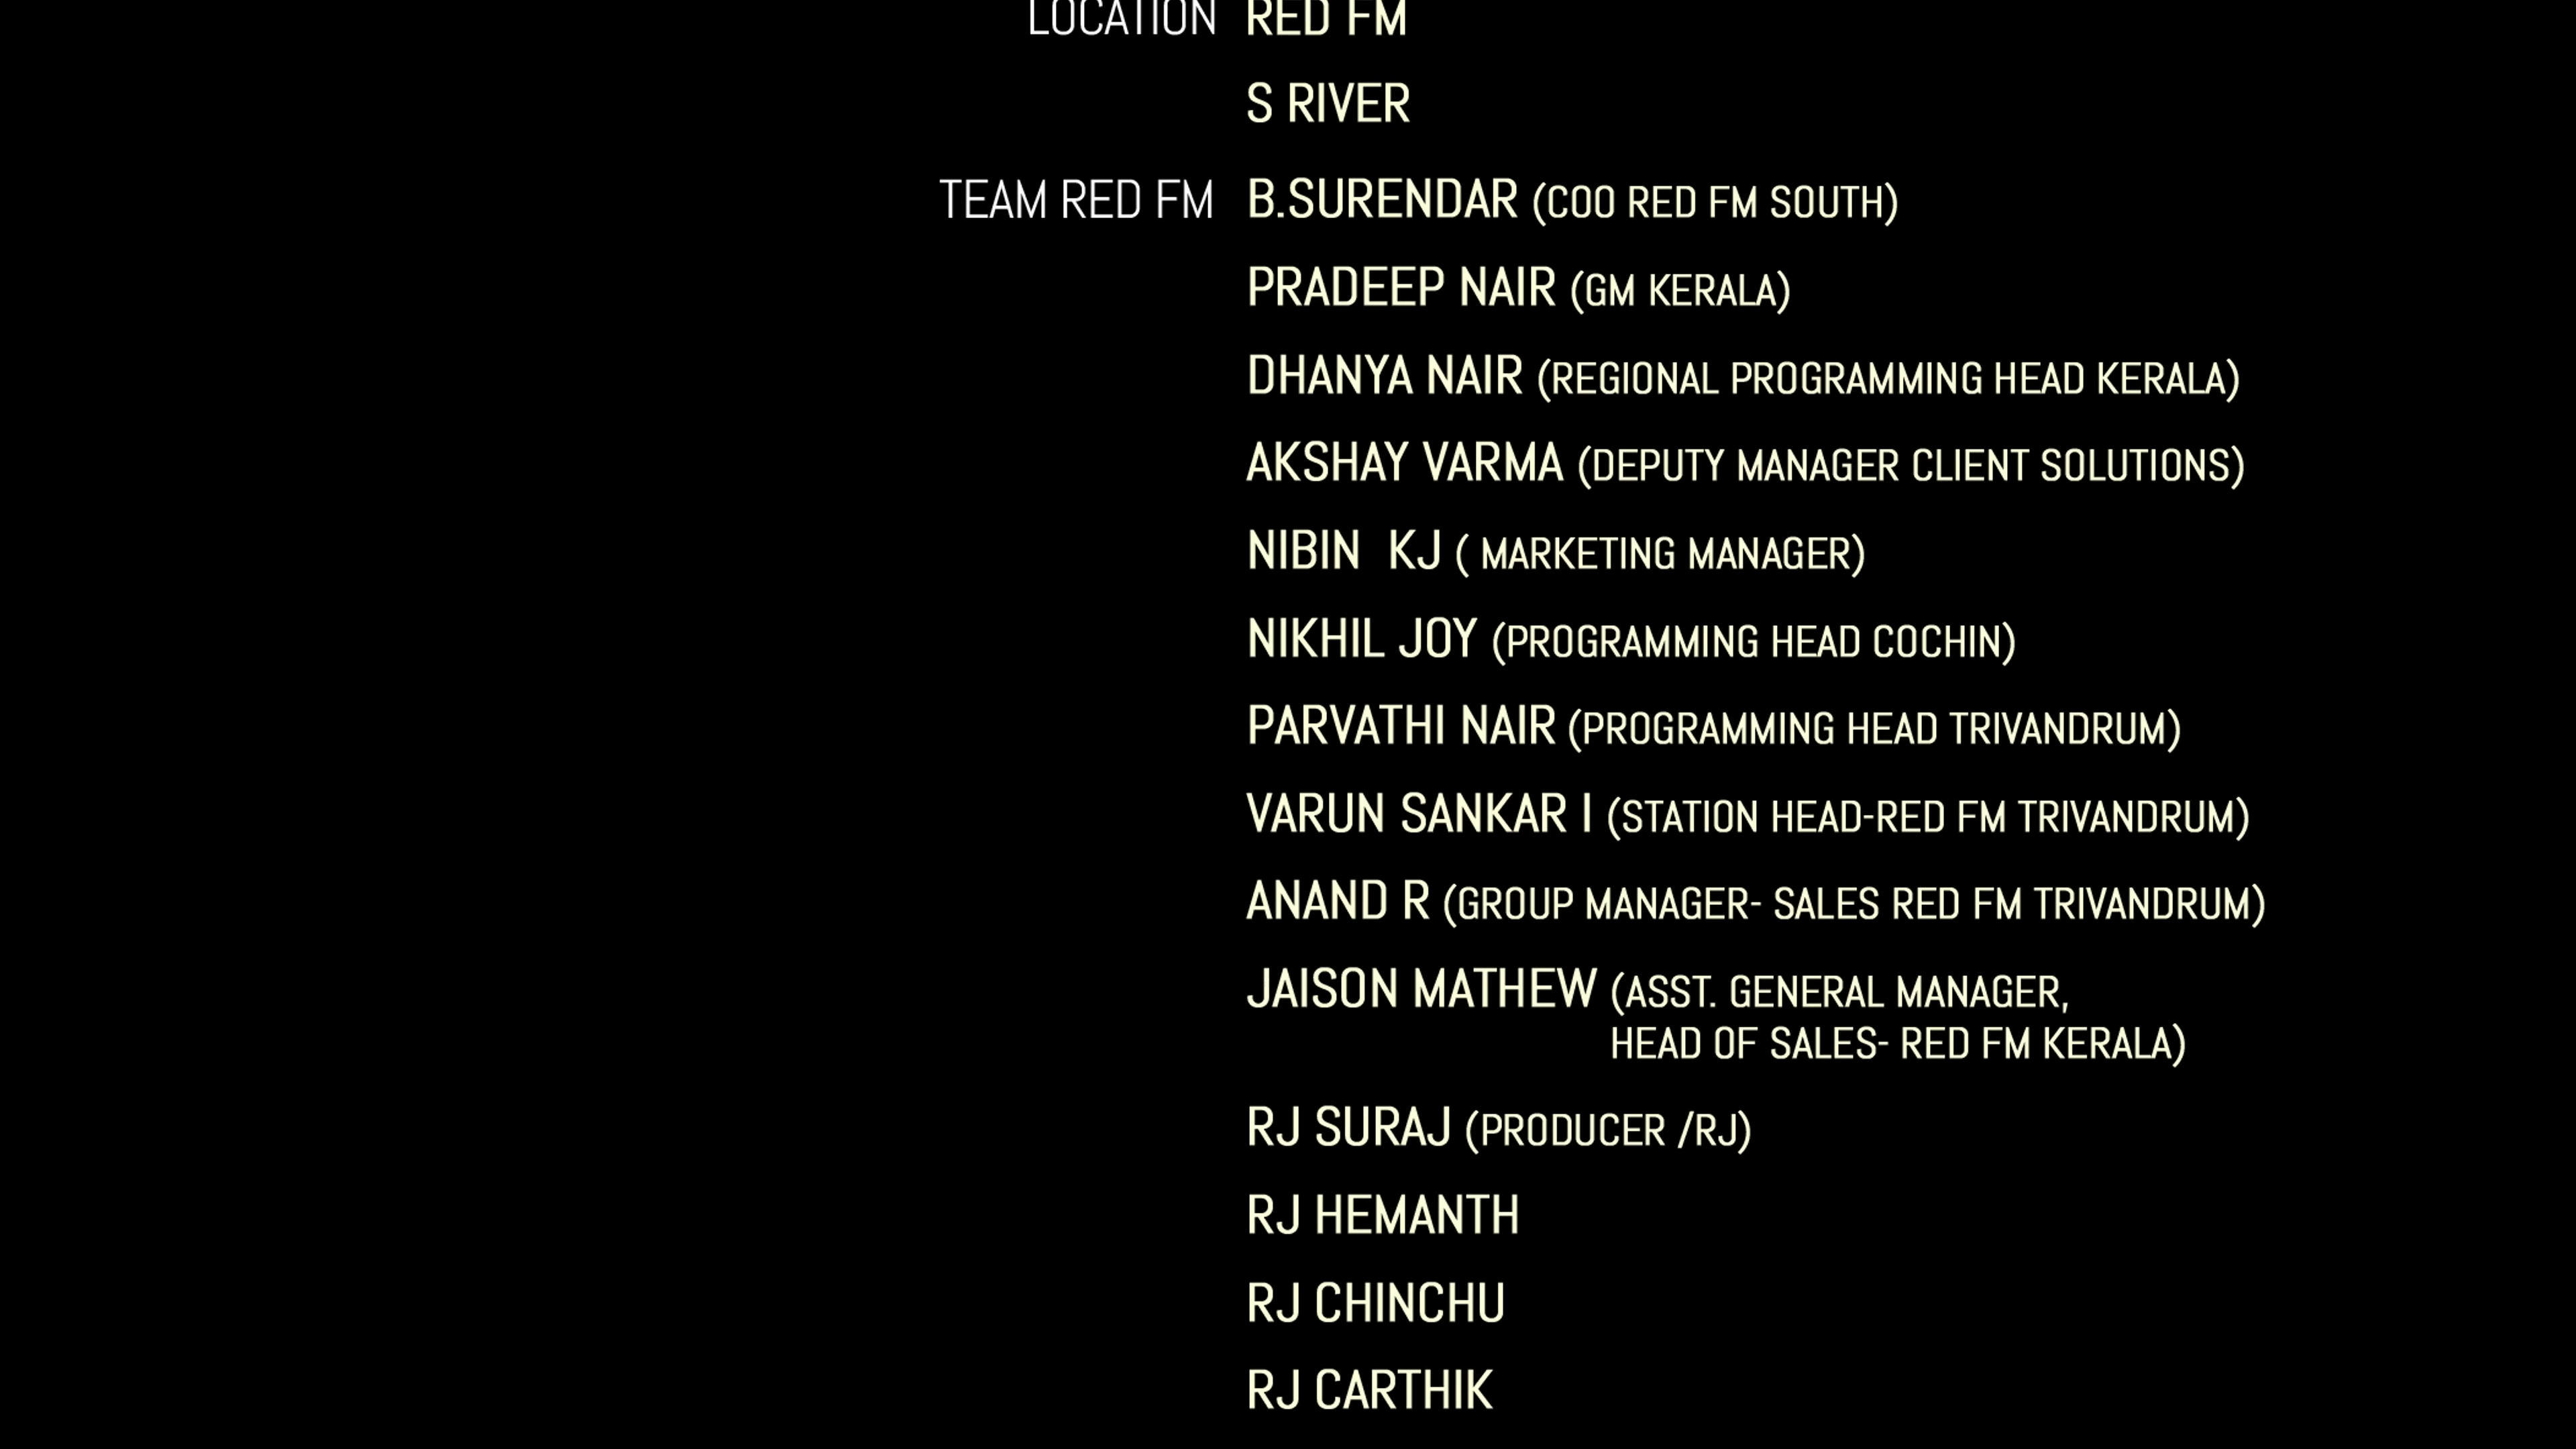 LOCATION RED FM
S RIVER
TEAM RED FM B.SURENDAR (COO RED FM SOUTH)
PRADEEP NAIR (GM KERALA)
DHANYA NAIR (REGIONAL PROGRAMMING HEAD KERALA)
AKSHAY VARMA (DEPUTY MANAGER CLIENT SOLUTIONS)
NIBIN  KJ ( MARKETING MANAGER)
NIKHIL JOY (PROGRAMMING HEAD COCHIN)
PARVATHI NAIR (PROGRAMMING HEAD TRIVANDRUM)
VARUN SANKAR I (STATION HEAD-RED FM TRIVANDRUM)
ANAND R (GROUP MANAGER- SALES RED FM TRIVANDRUM)
JAISON MATHEW (ASST. GENERAL MANAGER,
HEAD OF SALES- RED FM KERALA)
RJ SURAJ (PRODUCER /RJ)
RJ HEMANTH
RJ CHINCHU
RJ CARTHIK